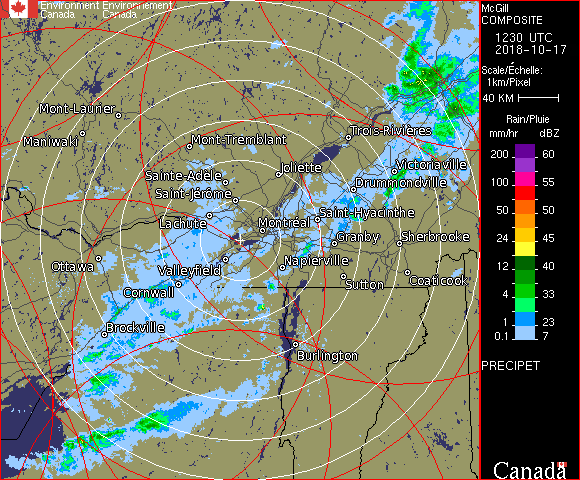 Environment Environnement
Canada Canada
McGill
COMPOSITE
1230 UTC
2018-10-17
Scale/Échelle:
1km/Pixel
40 KM
Rain/Pluie
mm/hr dBZ
200 60
100 55
50 50
24 45
12 40
4 33
1 23
0.1 7
PRECIPET
Canada
Mont-Laurier
Maniwaki
Mont-Tremblant
Trois-Rivières
Joliette
Victoriaville
Sainte-Adèle
Drummondville
Saint-Jérôme
Lachute
Montréal
Saint-Hyacinthe
Granby
Sherbrooke
Ottawa
Valleyfield
Napierville
Cornwall
Sutton
Coaticook
Brockville
Burlington